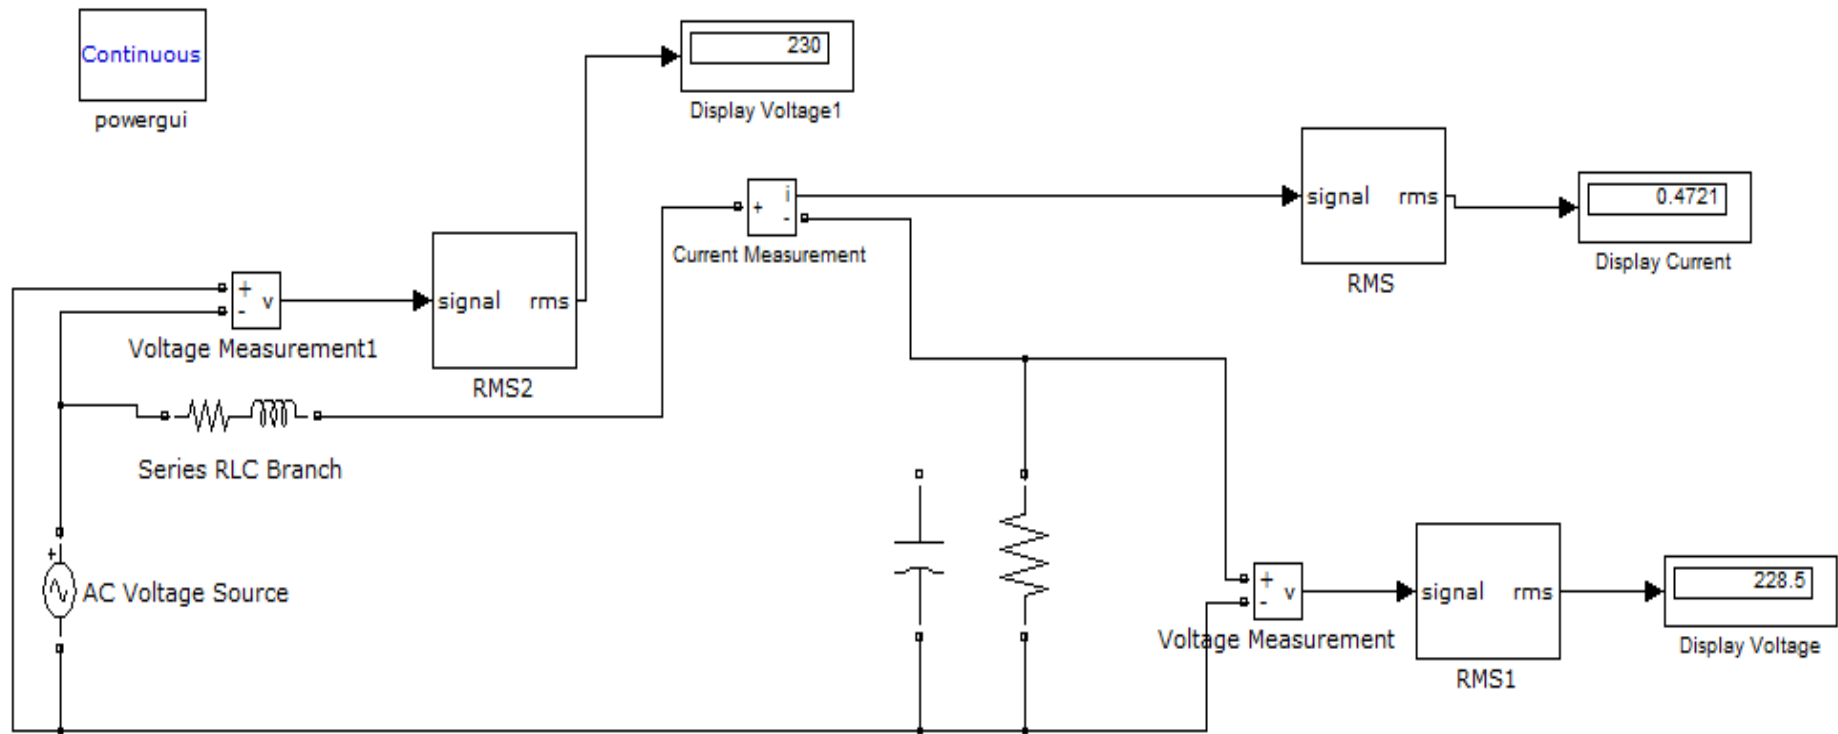 Continuous
powergui
230
Display Voltage1
i
+
-
Current Measurement
signal rms
RMS
0.4721
Display Current
+
-
v
Voltage Measurement1
signal rms
RMS2
Series RLC Branch
+
AC Voltage Source
+
-
v
Voltage Measurement
signal rms
RMS1
228.5
Display Voltage